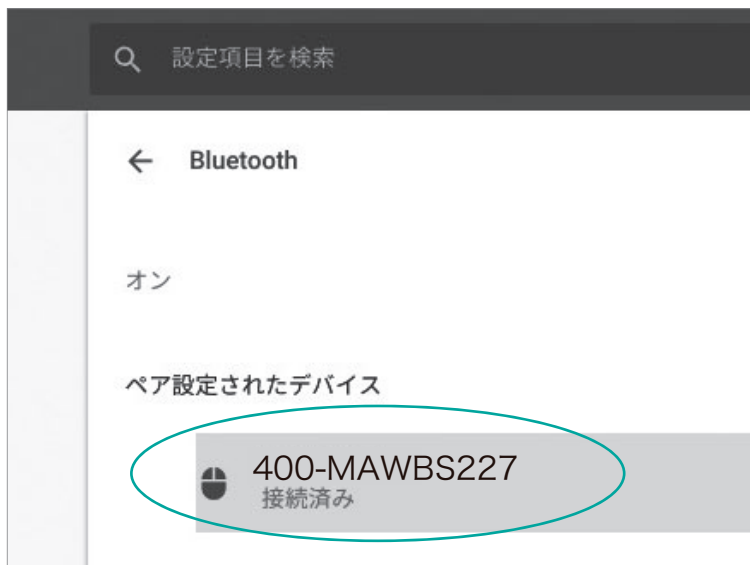 設定項目を検索
Bluetooth
オン
ペア設定されたデバイス
400-MAWBS227
接続済み